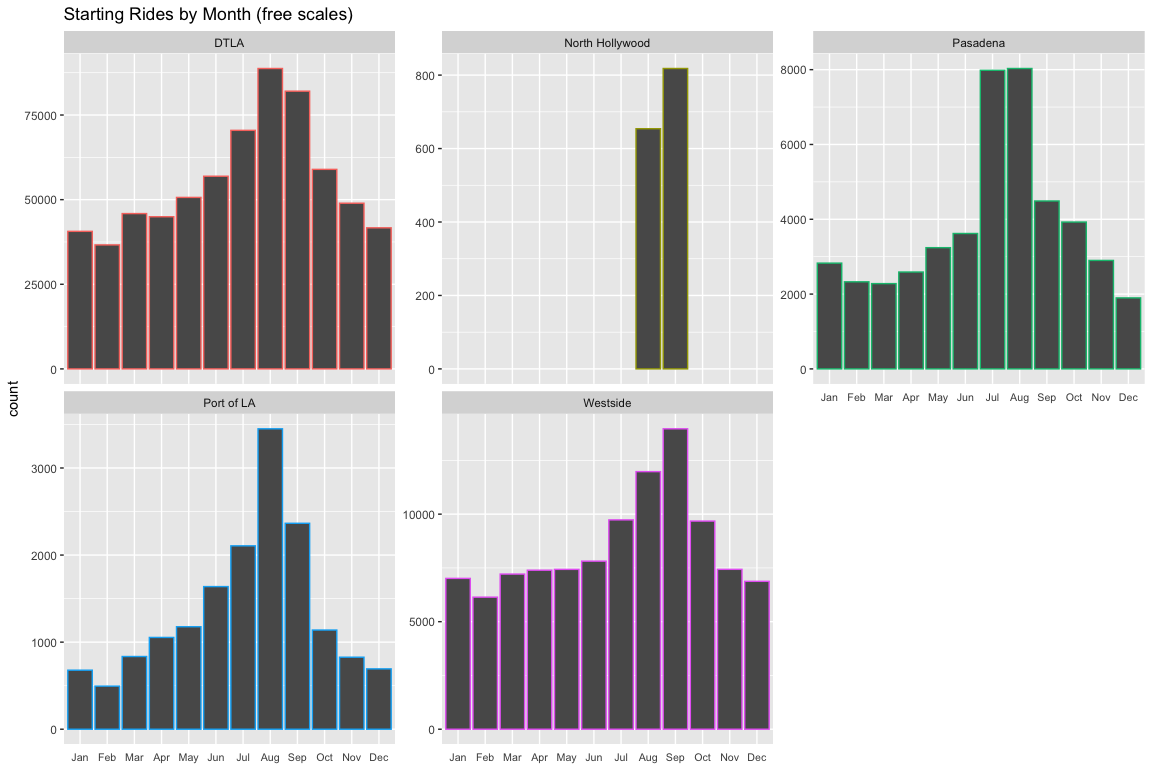 Starting Rides by Month (free scales)
DTLA
North Hollywood
Pasadena
75000
50000
25000
0
800
600
400
200
0
8000
6000
4000
2000
0
Jan Feb Mar Apr May Jun Jul Aug Sep Oct Nov Dec
count
Port of LA
Westside
3000
2000
1000
0
10000
5000
0
Jan Feb Mar Apr May Jun Jul Aug Sep Oct Nov Dec
Jan Feb Mar Apr May Jun Jul Aug Sep Oct Nov Dec